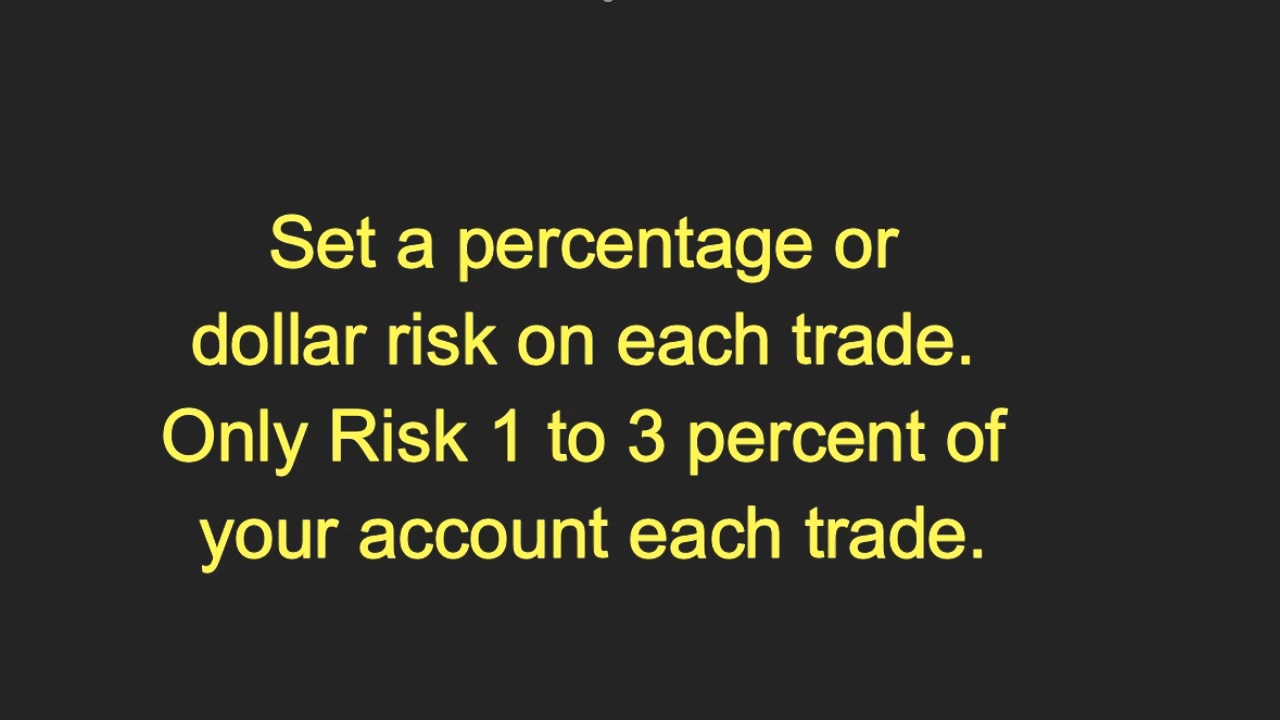 Set a percentage or
dollar risk on each trade.
Only Risk 1 to 3 percent of
your account each trade.